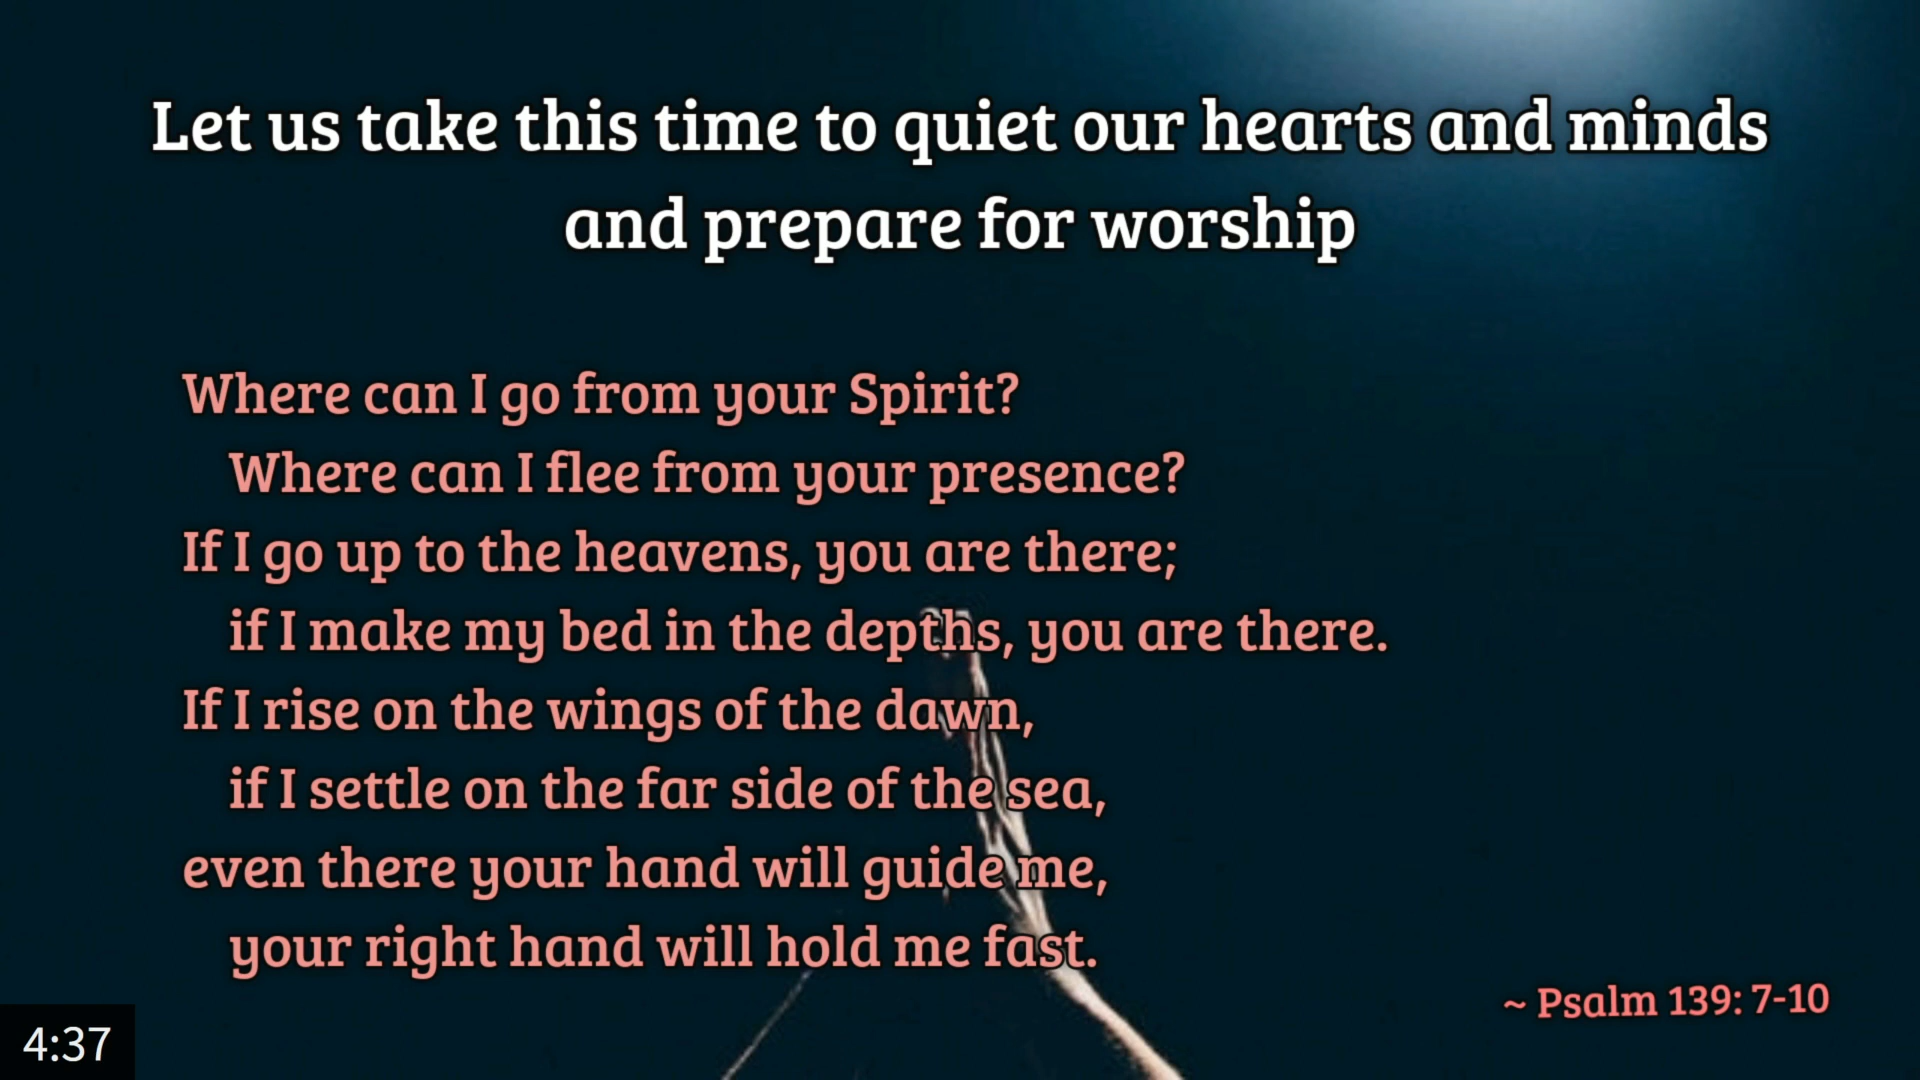 Let us take this time to quiet our hearts and minds
and prepare for worship
Where can I go from your Spirit?
Where can I flee from your presence?
If I go up to the heavens, you are there;
if I make my bed in the depths, you are there.
If I rise on the wings of the dawn,
if I settle on the far side of the sea,
even there your hand will guide me,
your right hand will hold me fast.
~ Psalm 139: 7-10
4:37